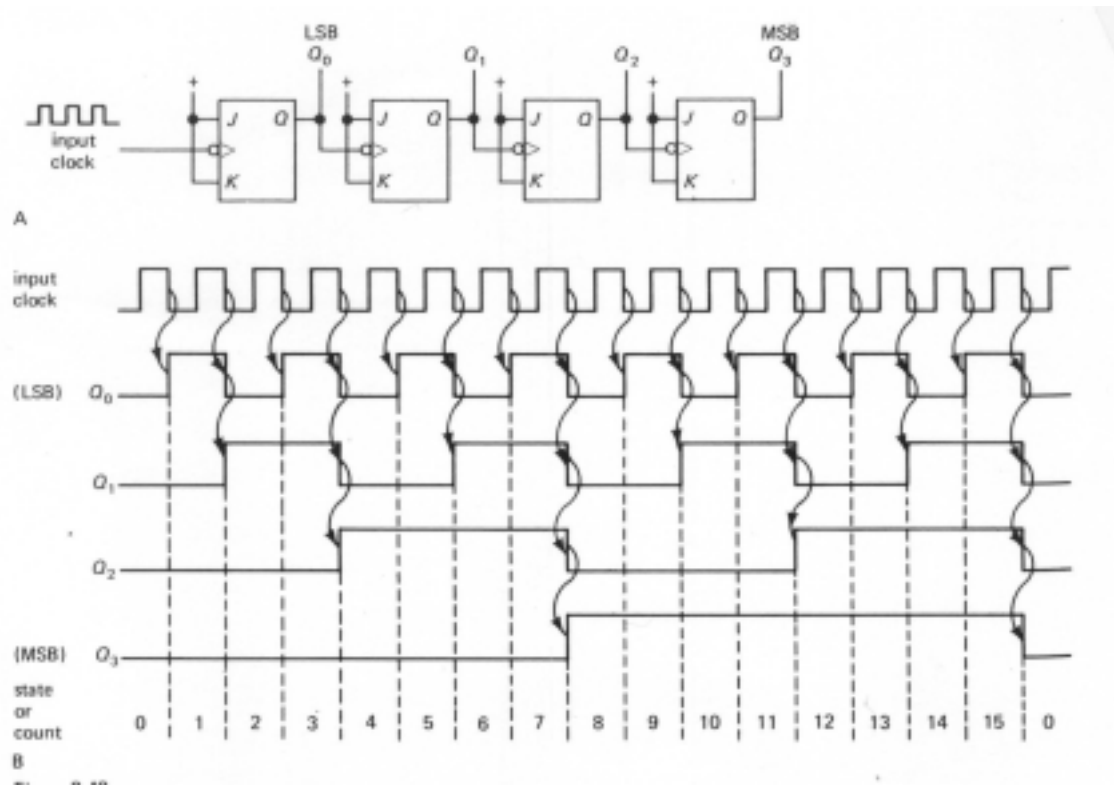 LSB MSB
Q0 Q1 Q2 Q3
+ + + +
J Q J Q J Q J Q
input
clock
K K K K
A
input
clock
(LSB) Q0
Q1
Q2
(MSB) Q3
state
or
count
0 1 2 3 4 5 6 7 8 9 10 11 12 13 14 15 0
B